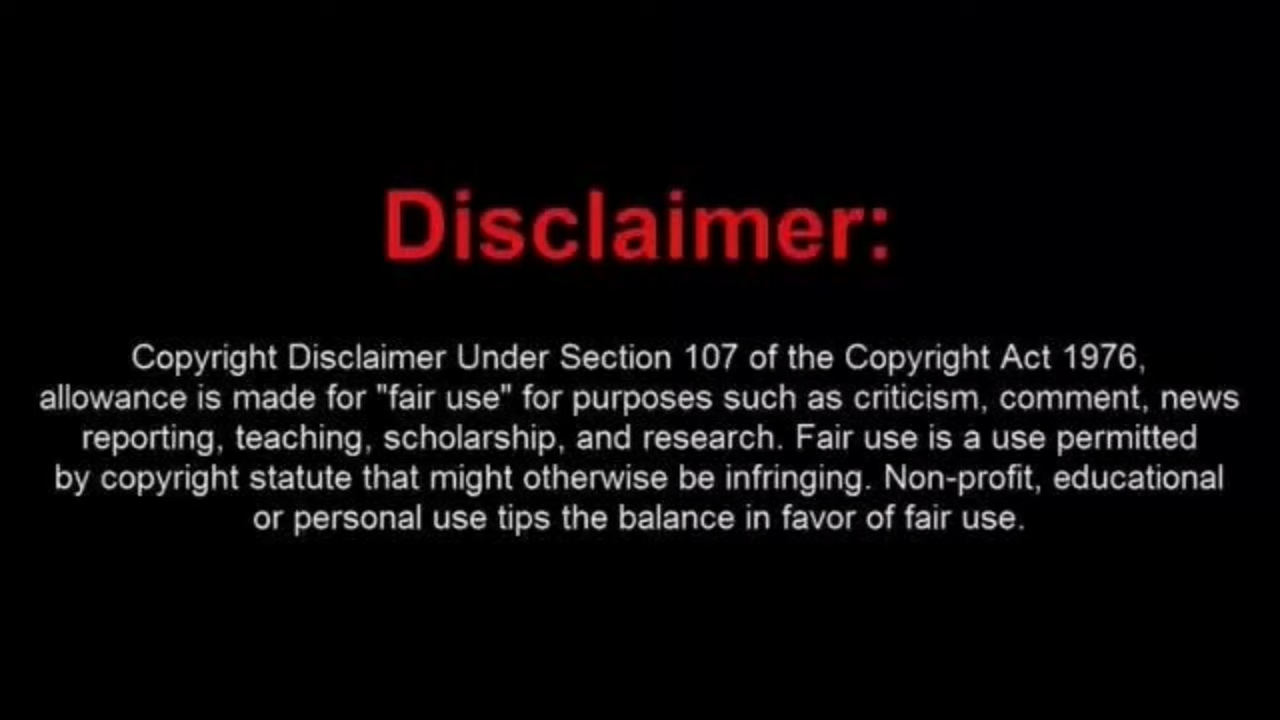 Disclaimer:
Copyright Disclaimer Under Section 107 of the Copyright Act 1976,
allowance is made for "fair use" for purposes such as criticism, comment, news
reporting, teaching, scholarship, and research. Fair use is a use permitted
by copyright statute that might otherwise be infringing. Non-profit, educational
or personal use tips the balance in favor of fair use.